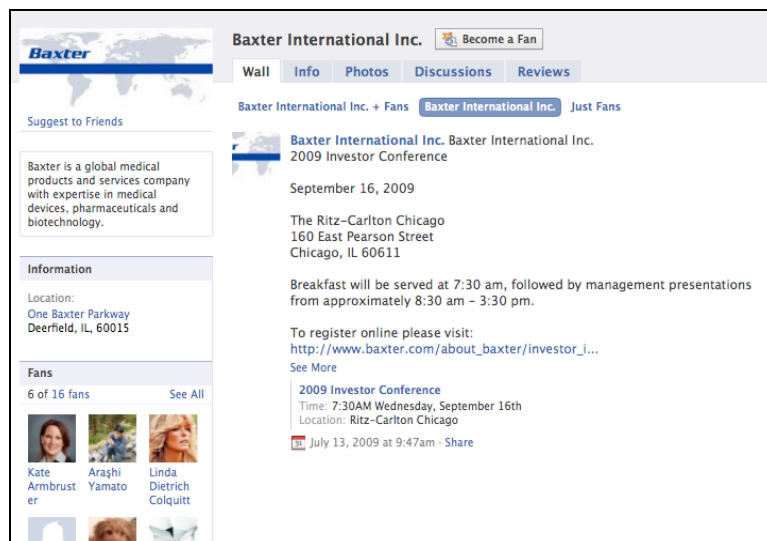 Baxter
Suggest to Friends
Baxter is a global medical
products and services company
with expertise in medical
devices, pharmaceuticals and
biotechnology.
Information
Location:
One Baxter Parkway
Deerfield, IL, 60015
Fans
6 of 16 fans See All
Kate
Armbrust
er
Araşhi
Yamato
Linda
Dietrich
Colquitt
Baxter International Inc. Become a Fan
Wall Info Photos Discussions Reviews
Baxter International Inc. + Fans Baxter International Inc. Just Fans
Baxter International Inc. Baxter International Inc.
2009 Investor Conference
September 16, 2009
The Ritz-Carlton Chicago
160 East Pearson Street
Chicago, IL 60611
Breakfast will be served at 7:30 am, followed by management presentations
from approximately 8:30 am - 3:30 pm.
To register online please visit:
http://www.baxter.com/about_baxter/investor_i...
See More
2009 Investor Conference
Time: 7:30AM Wednesday, September 16th
Location: Ritz-Carlton Chicago
31 July 13, 2009 at 9:47am · Share